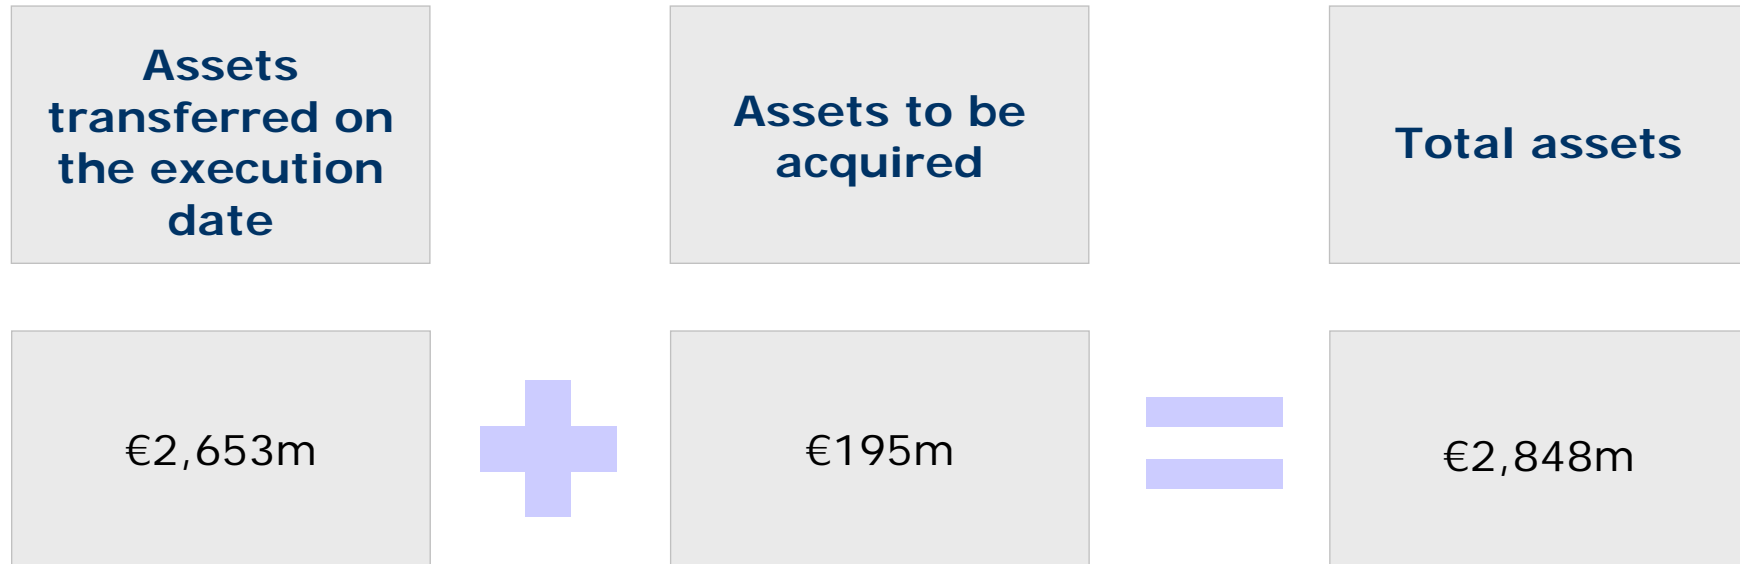 Assets
transferred on
the execution
date
Assets to be
acquired
Total assets
€2,653m
€195m
€2,848m